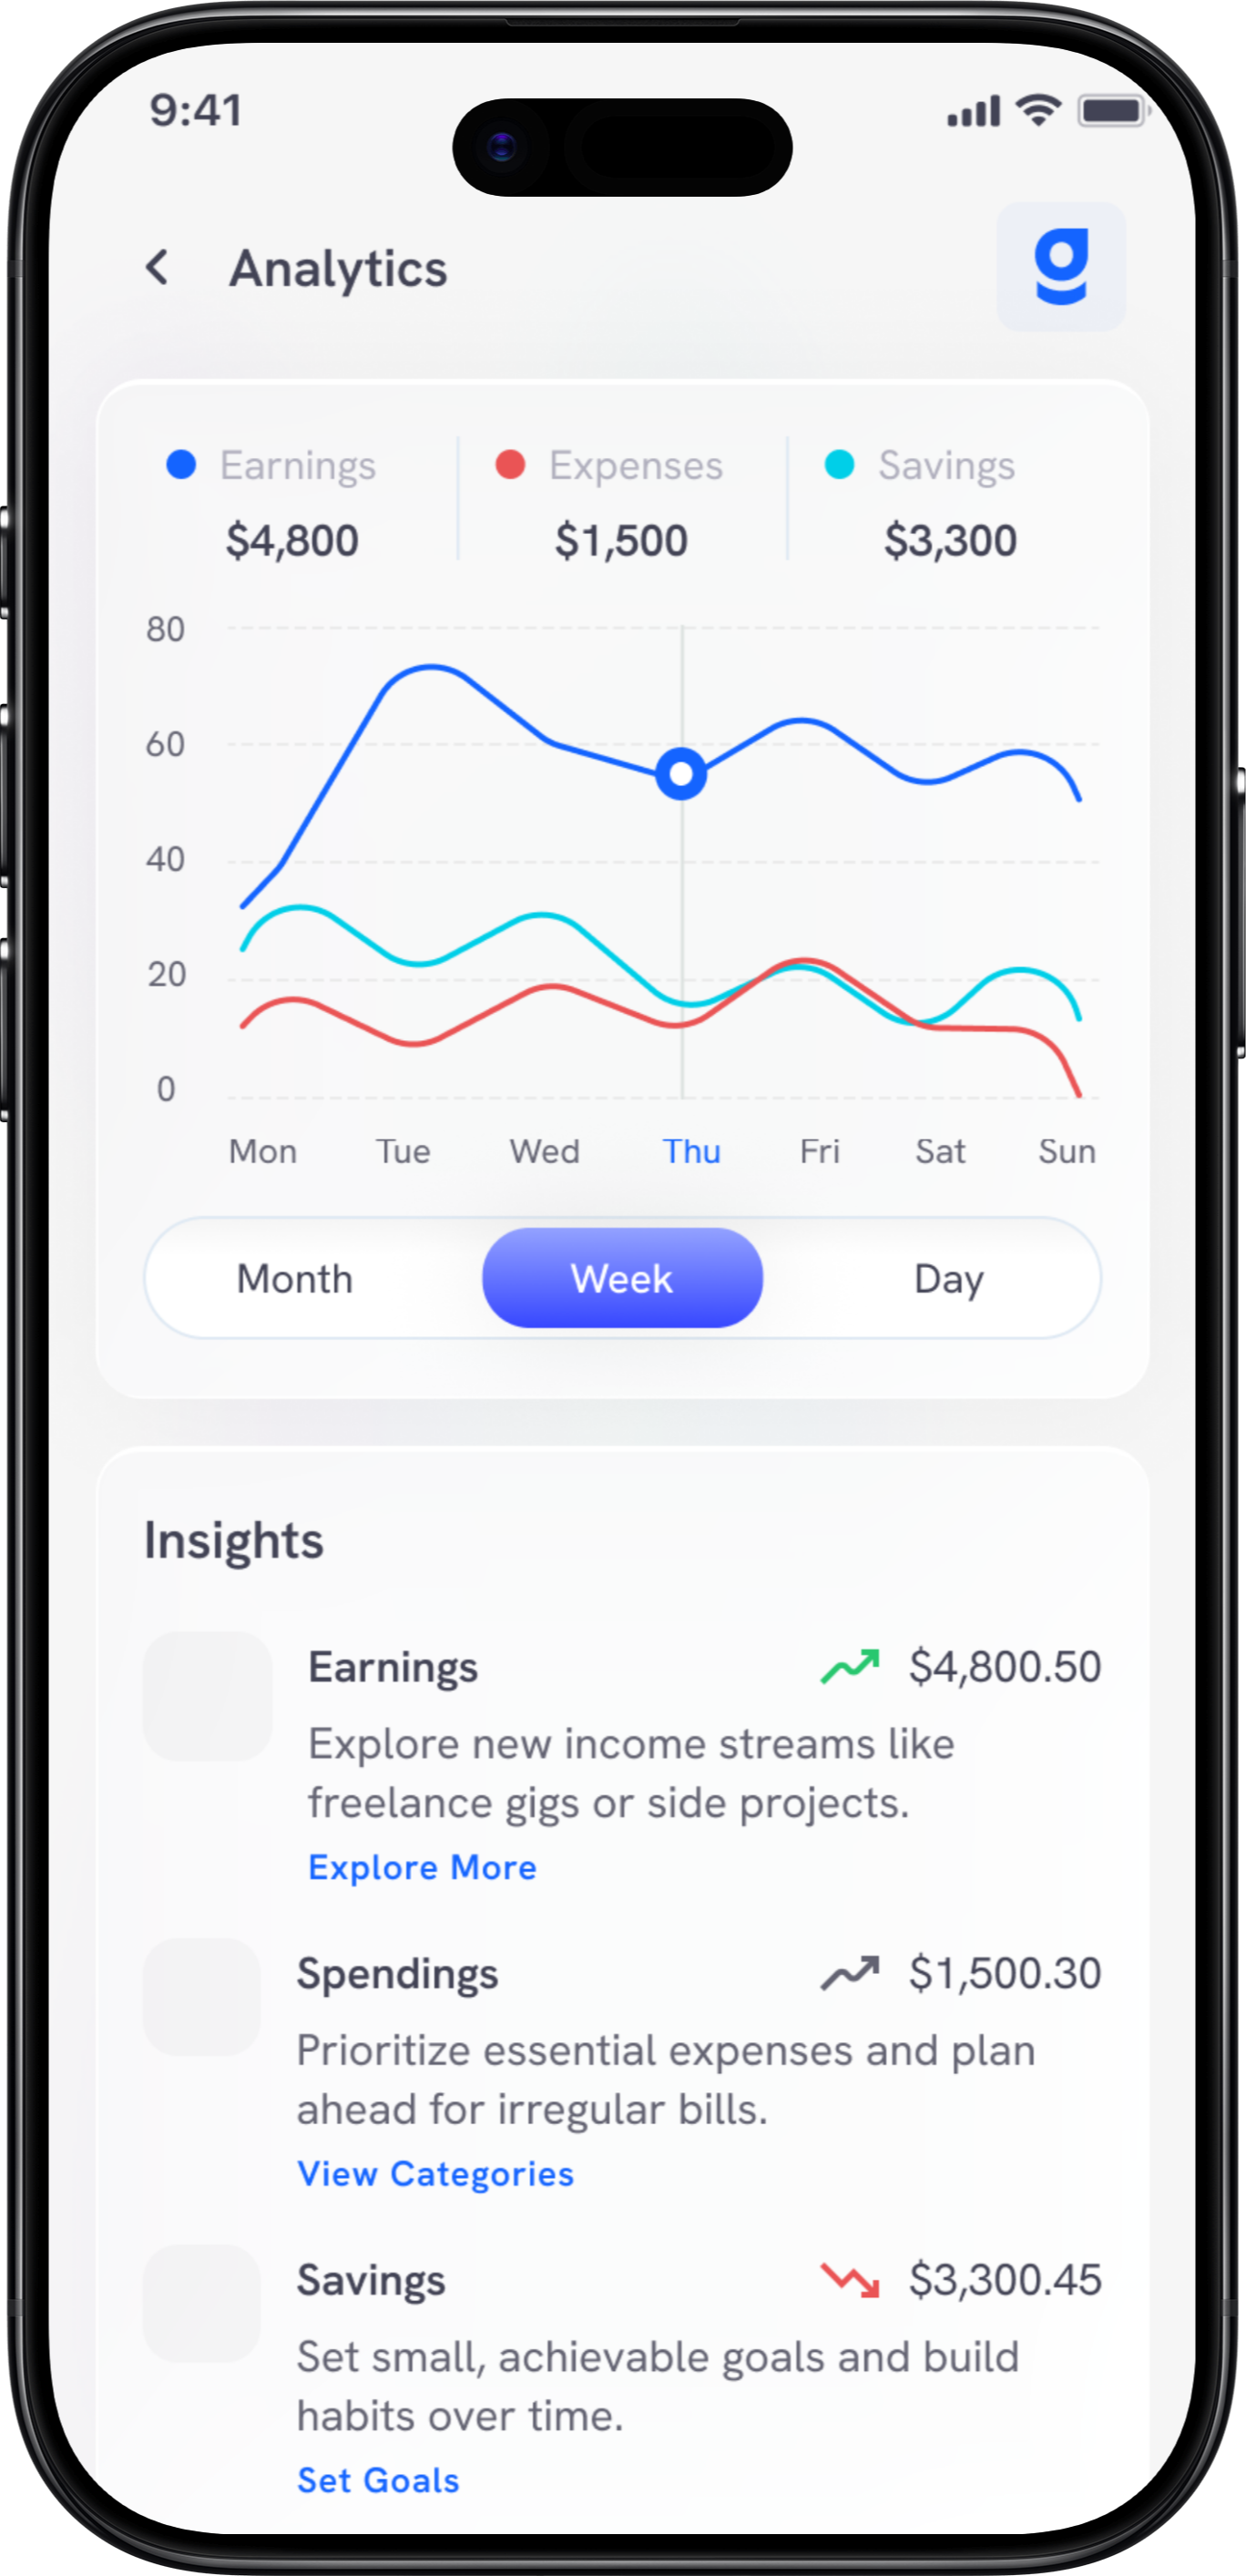 9:41
Analytics
g
Earnings Expenses Savings
$4,800 $1,500 $3,300
80
60
40
20
0
Mon Tue Wed Thu Fri Sat Sun
Month Week Day
Insights
Earnings $4,800.50
Explore new income streams like
freelance gigs or side projects.
Explore More
Spendings $1,500.30
Prioritize essential expenses and plan
ahead for irregular bills.
View Categories
Savings $3,300.45
Set small, achievable goals and build
habits over time.
Set Goals